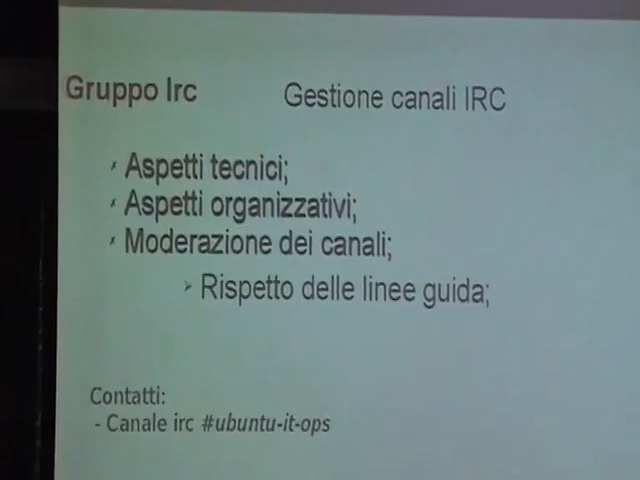 Gruppo Irc Gestione canali IRC
Aspetti tecnici;
Aspetti organizzativi;
Moderazione dei canali;
Rispetto delle linee guida;
Contatti:
- Canale irc #ubuntu-it-ops